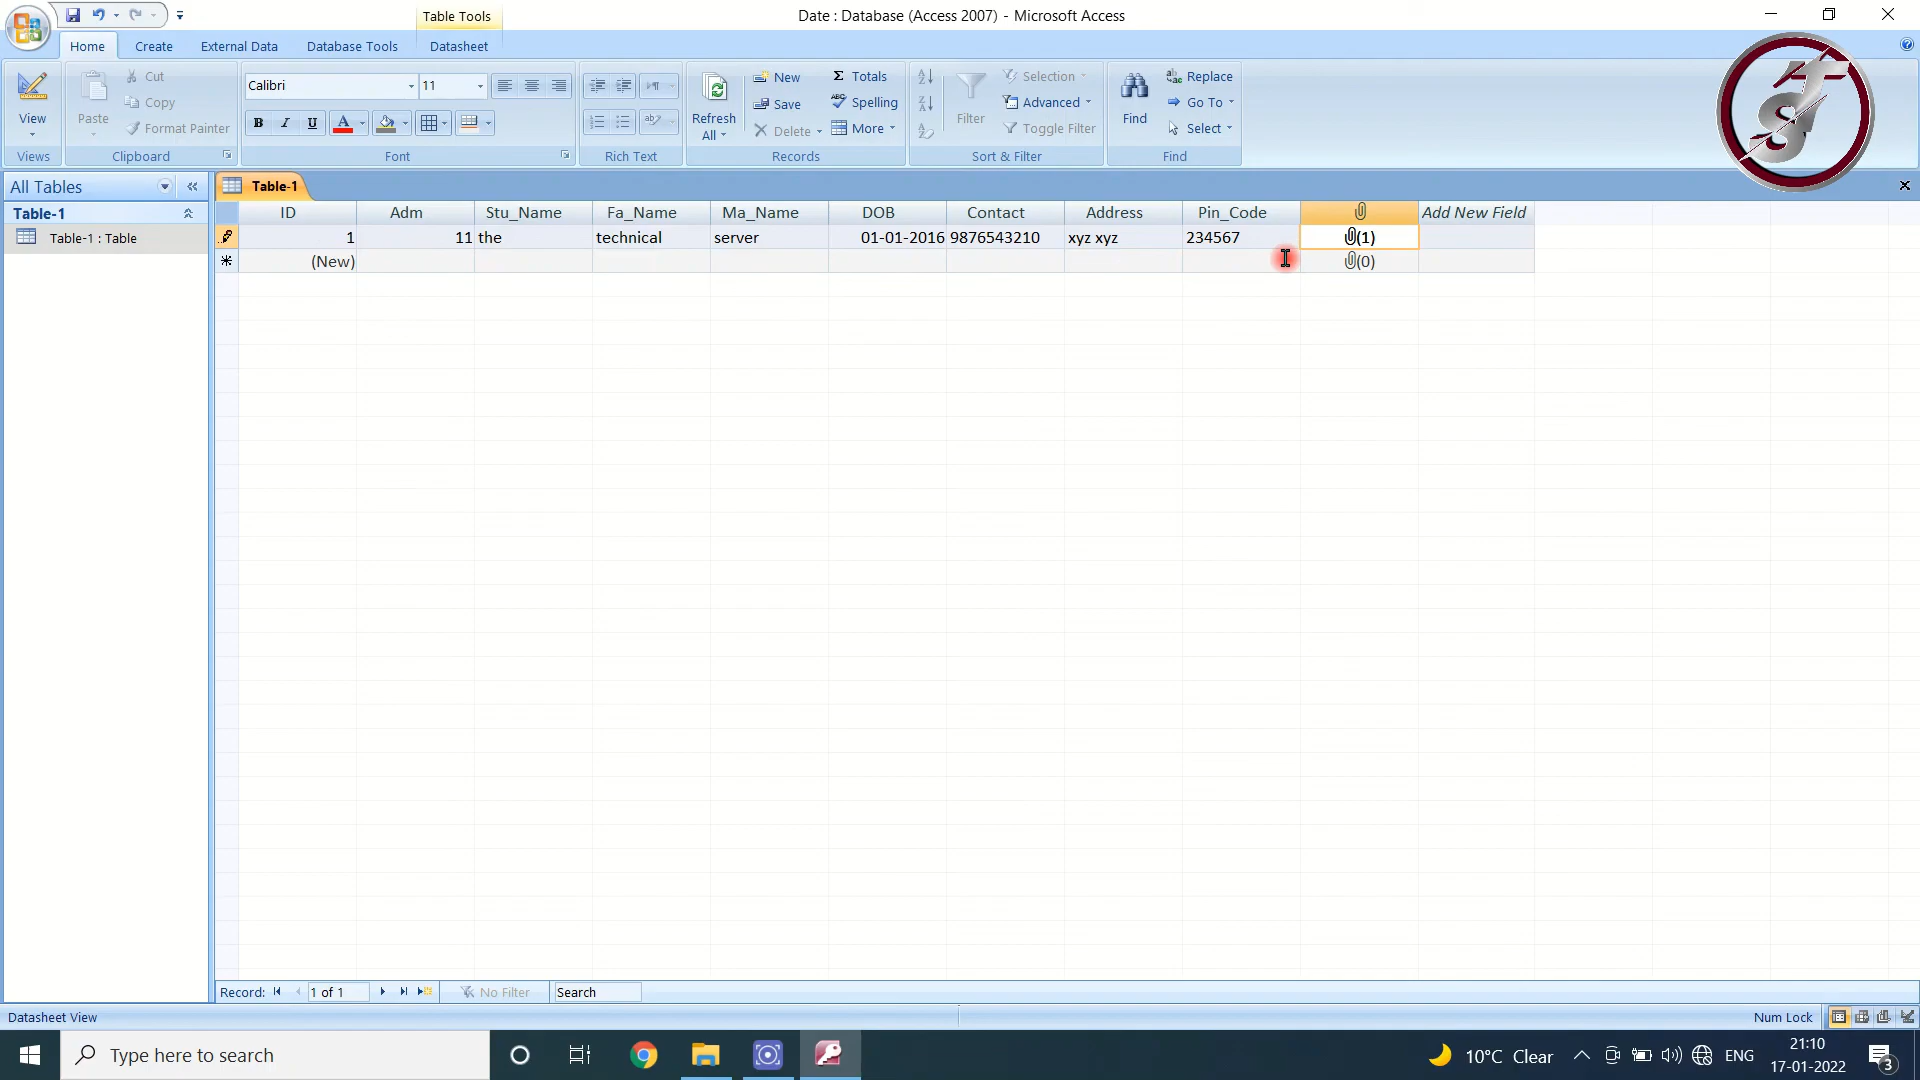 Table Tools
Date : Database (Access 2007) - Microsoft Access
Home
Create
External Data
Database Tools
Datasheet
View
Views
Paste
Cut
Copy
Format Painter
Clipboard
Calibri
11
B I U A
Font
Rich Text
Refresh
All
New
Save
Delete
Σ Totals
Spelling
More
Records
Filter
Selection
Advanced
Toggle Filter
Sort & Filter
Find
Replace
Go To
Select
Find
All Tables
Table-1
Table-1 : Table
Table-1
ID Adm Stu_Name Fa_Name Ma_Name DOB Contact Address Pin_Code Add New Field
1 11 the technical server 01-01-2016 9876543210 xyz xyz 234567 (1)
(New) (0)
Record: 1 of 1 No Filter Search
Datasheet View
Num Lock
Type here to search
10°C Clear
ENG
21:10
17-01-2022
3